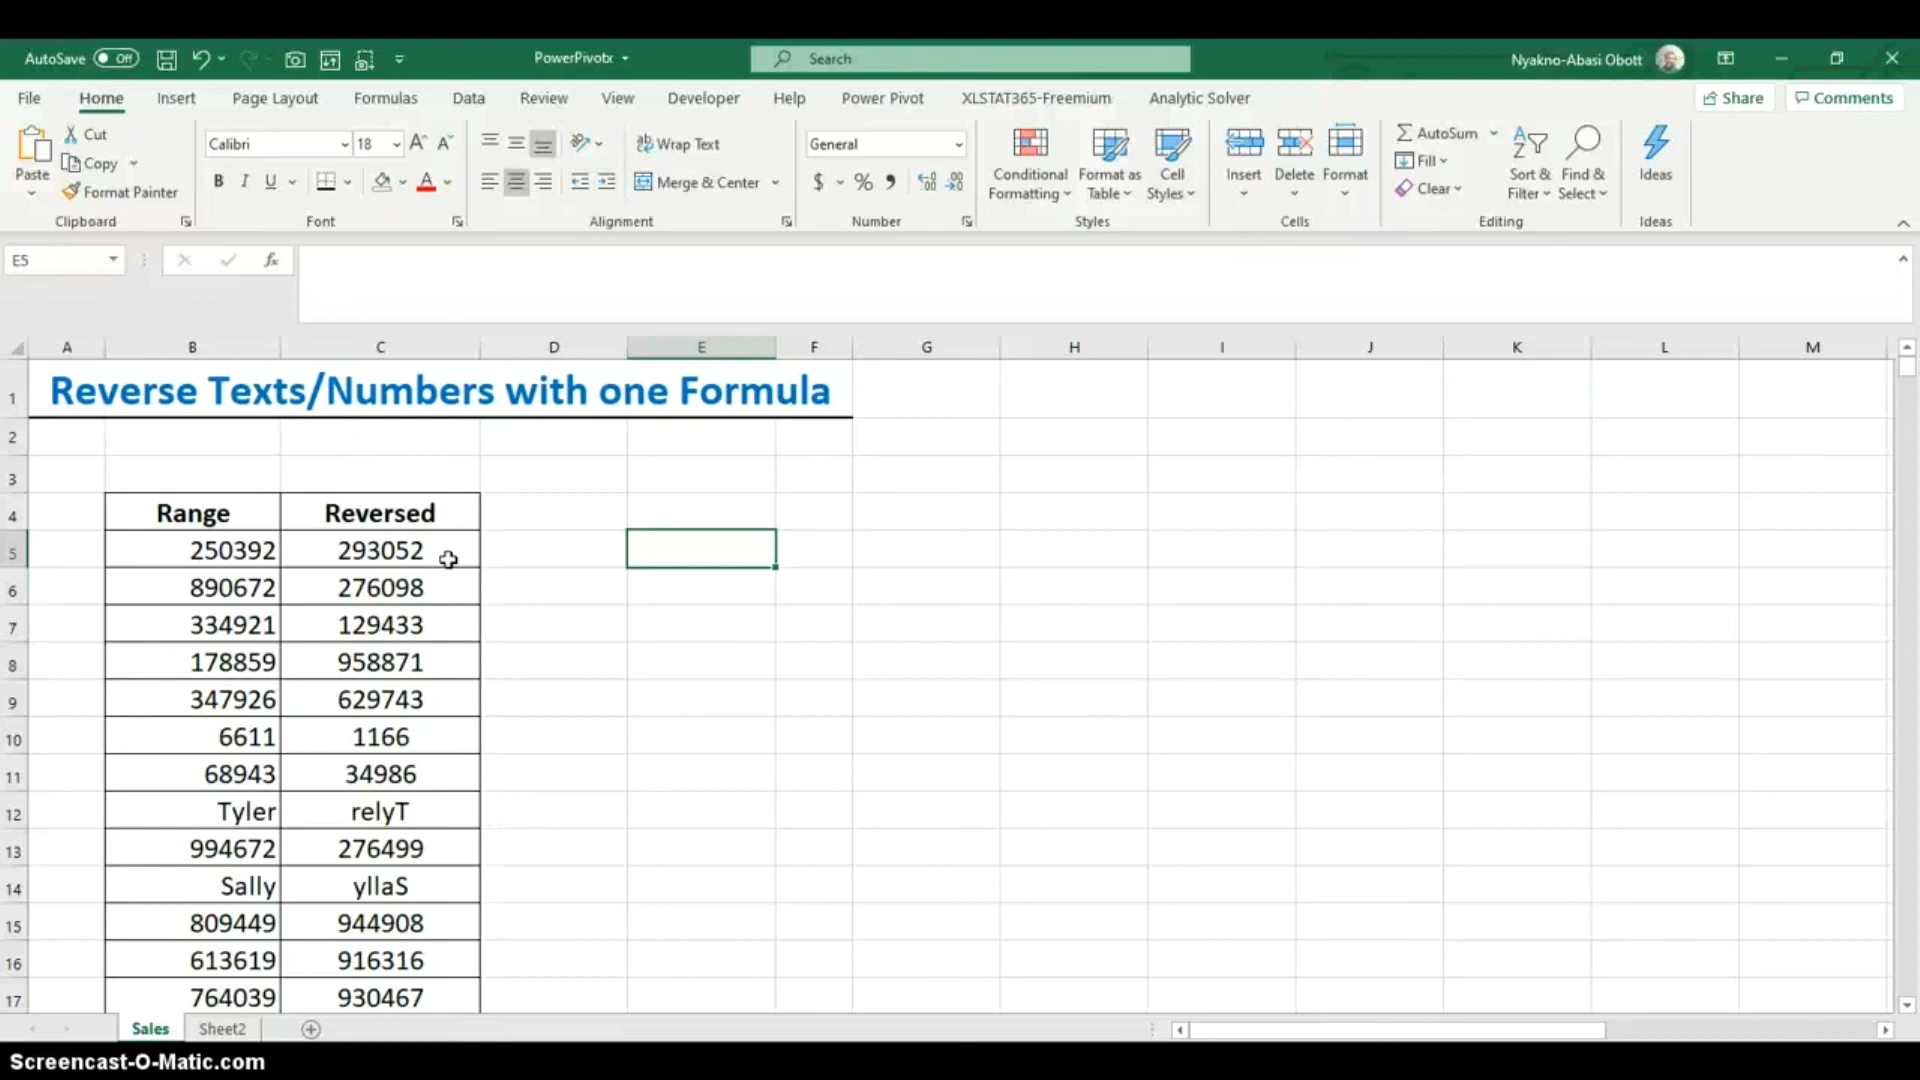 AutoSave Off PowerPivotx Search Nyakno-Abasi Obott
File Home Insert Page Layout Formulas Data Review View Developer Help Power Pivot XLSTAT365-Freemium Analytic Solver Share Comments
Paste Cut Copy Format Painter Clipboard
Calibri 18 B I U A Font
Wrap Text Merge & Center Alignment
General $ % Number
Conditional Formatting Format as Table Cell Styles Styles
Insert Delete Format Cells
AutoSum Fill Clear Sort & Filter Find & Select Editing
Ideas Ideas
E5 fx
A B C D E F G H I J K L M
1 Reverse Texts/Numbers with one Formula
2
3
4 Range Reversed
5 250392 293052
6 890672 276098
7 334921 129433
8 178859 958871
9 347926 629743
10 6611 1166
11 68943 34986
12 Tyler relyT
13 994672 276499
14 Sally yllaS
15 809449 944908
16 613619 916316
17 764039 930467
Sales Sheet2
Screencast-O-Matic.com